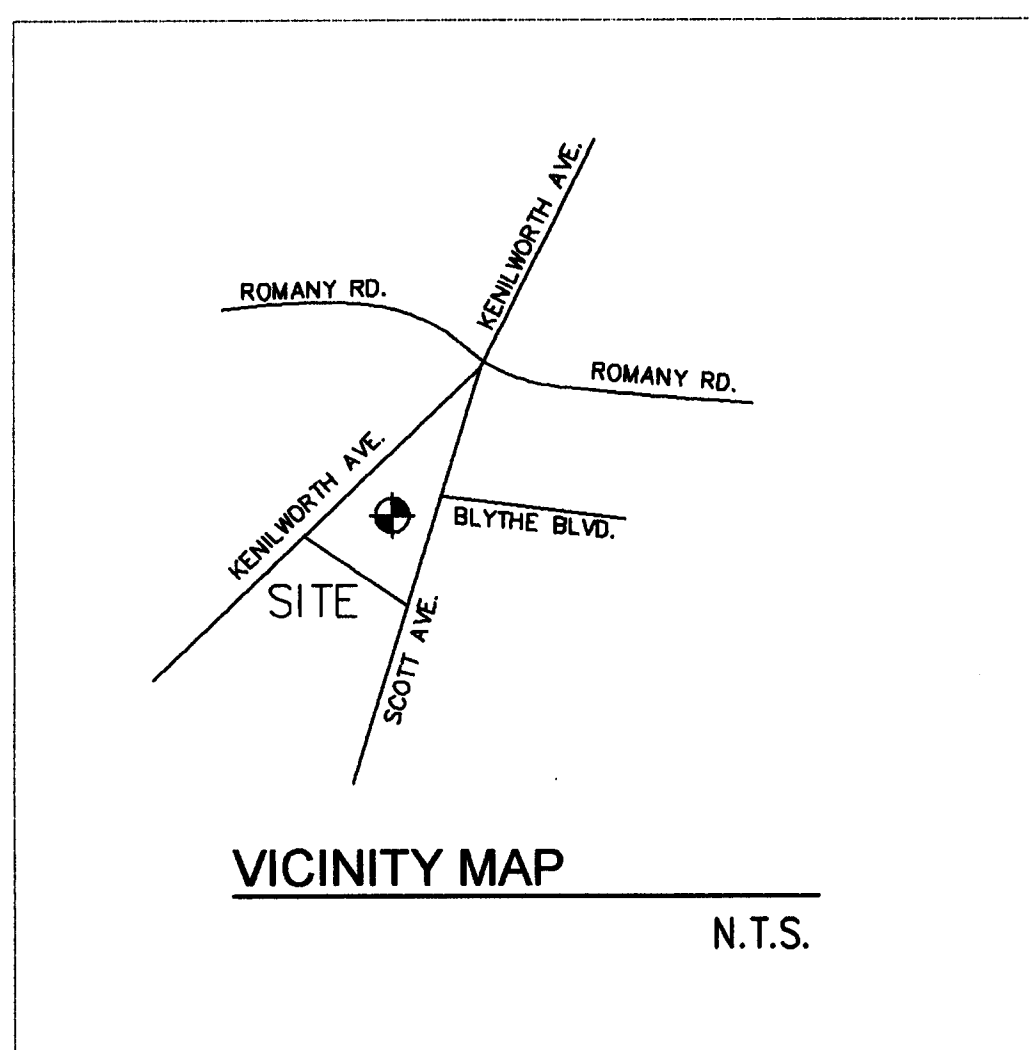 KENILWORTH AVE.
ROMANY RD.
ROMANY RD.
KENILWORTH AVE.
BLYTHE BLVD.
SITE
SCOTT AVE.
VICINITY MAP
N.T.S.